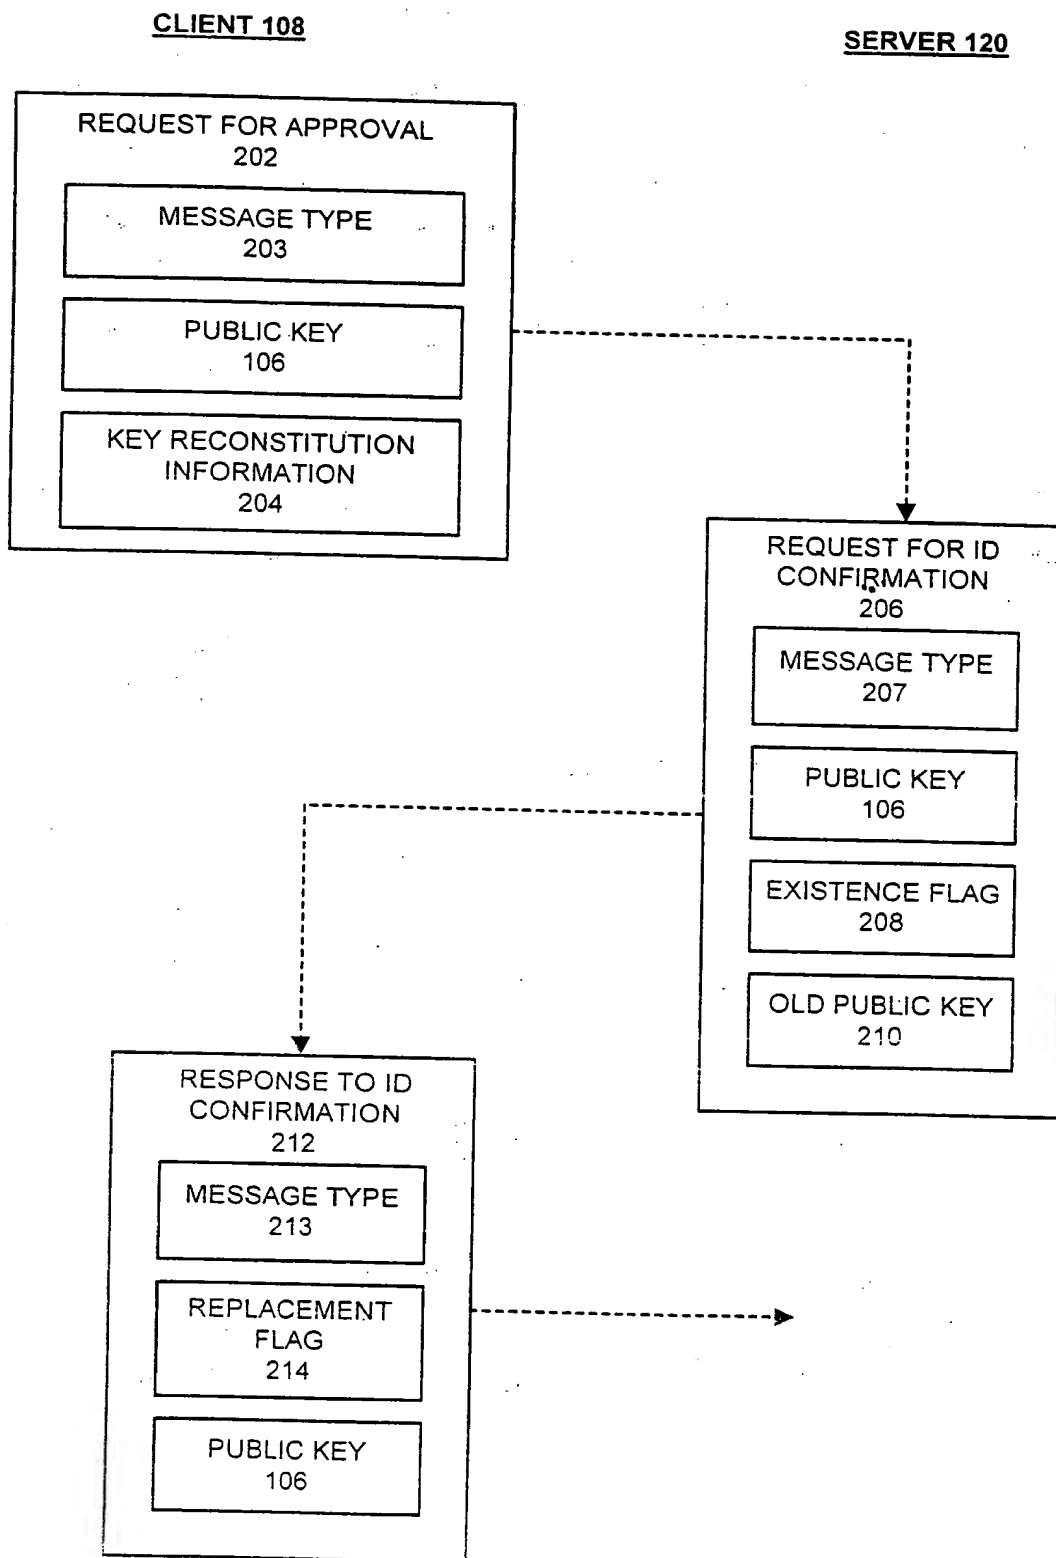 CLIENT 108
SERVER 120
REQUEST FOR APPROVAL
202
MESSAGE TYPE
203
PUBLIC KEY
106
KEY RECONSTITUTION
INFORMATION
204
REQUEST FOR ID
CONFIRMATION
206
MESSAGE TYPE
207
PUBLIC KEY
106
EXISTENCE FLAG
208
OLD PUBLIC KEY
210
RESPONSE TO ID
CONFIRMATION
212
MESSAGE TYPE
213
REPLACEMENT
FLAG
214
PUBLIC KEY
106